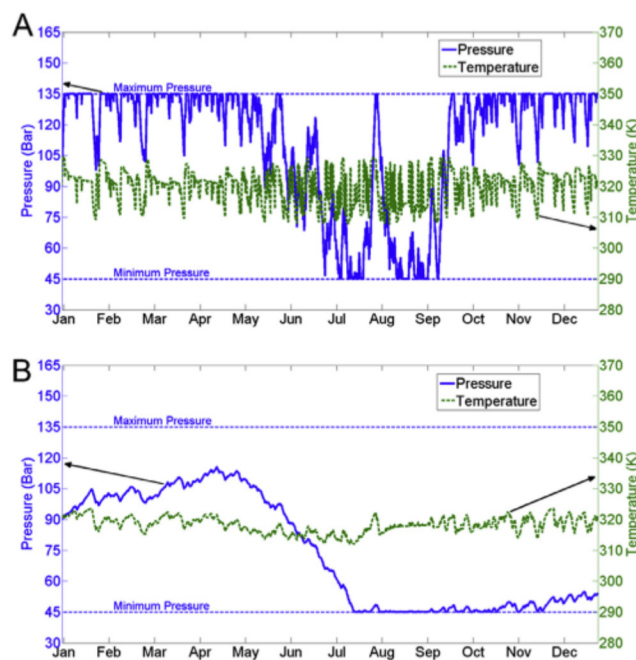 A
165
150
135
120
105
90
75
60
45
30
Pressure (Bar)
Maximum Pressure
Minimum Pressure
Pressure
Temperature
370
360
350
340
330
320
310
300
290
280
Temperature (K)
Jan Feb Mar Apr May Jun Jul Aug Sep Oct Nov Dec
B
165
150
135
120
105
90
75
60
45
30
Pressure (Bar)
Maximum Pressure
Minimum Pressure
Pressure
Temperature
370
360
350
340
330
320
310
300
290
280
Temperature (K)
Jan Feb Mar Apr May Jun Jul Aug Sep Oct Nov Dec